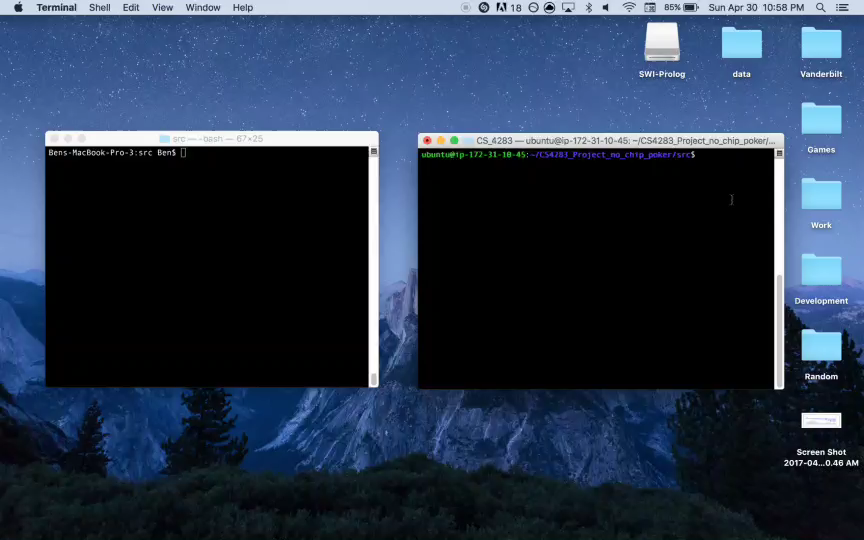 Terminal Shell Edit View Window Help
18 85% Sun Apr 30 10:58 PM
SWI-Prolog
data
Vanderbilt
src — -bash — 67×25
Bens-MacBook-Pro-3:src Ben$
CS_4283 — ubuntu@ip-172-31-10-45: ~/CS4283_Project_no_chip_poker/...
ubuntu@ip-172-31-10-45:~/CS4283_Project_no_chip_poker/src$
Games
Work
Development
Random
Screen Shot
2017-04...0.46 AM